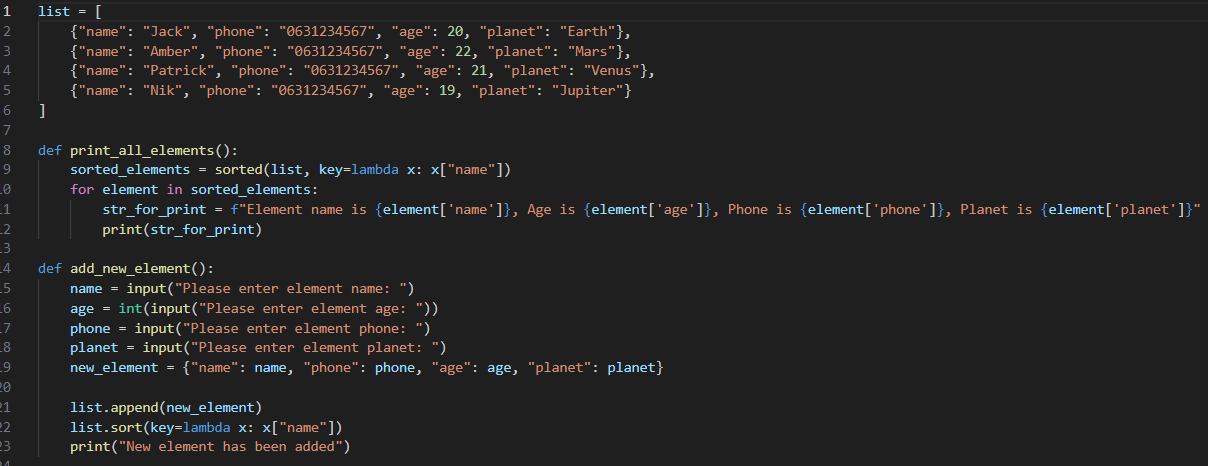 1 list = [
2 {"name": "Jack", "phone": "0631234567", "age": 20, "planet": "Earth"},
3 {"name": "Amber", "phone": "0631234567", "age": 22, "planet": "Mars"},
4 {"name": "Patrick", "phone": "0631234567", "age": 21, "planet": "Venus"},
5 {"name": "Nik", "phone": "0631234567", "age": 19, "planet": "Jupiter"}
6 ]
7
8 def print_all_elements():
9 sorted_elements = sorted(list, key=lambda x: x["name"])
10 for element in sorted_elements:
11 str_for_print = f"Element name is {element['name']}, Age is {element['age']}, Phone is {element['phone']}, Planet is {element['planet']}"
12 print(str_for_print)
13
14 def add_new_element():
15 name = input("Please enter element name: ")
16 age = int(input("Please enter element age: "))
17 phone = input("Please enter element phone: ")
18 planet = input("Please enter element planet: ")
19 new_element = {"name": name, "phone": phone, "age": age, "planet": planet}
20
21 list.append(new_element)
22 list.sort(key=lambda x: x["name"])
23 print("New element has been added")